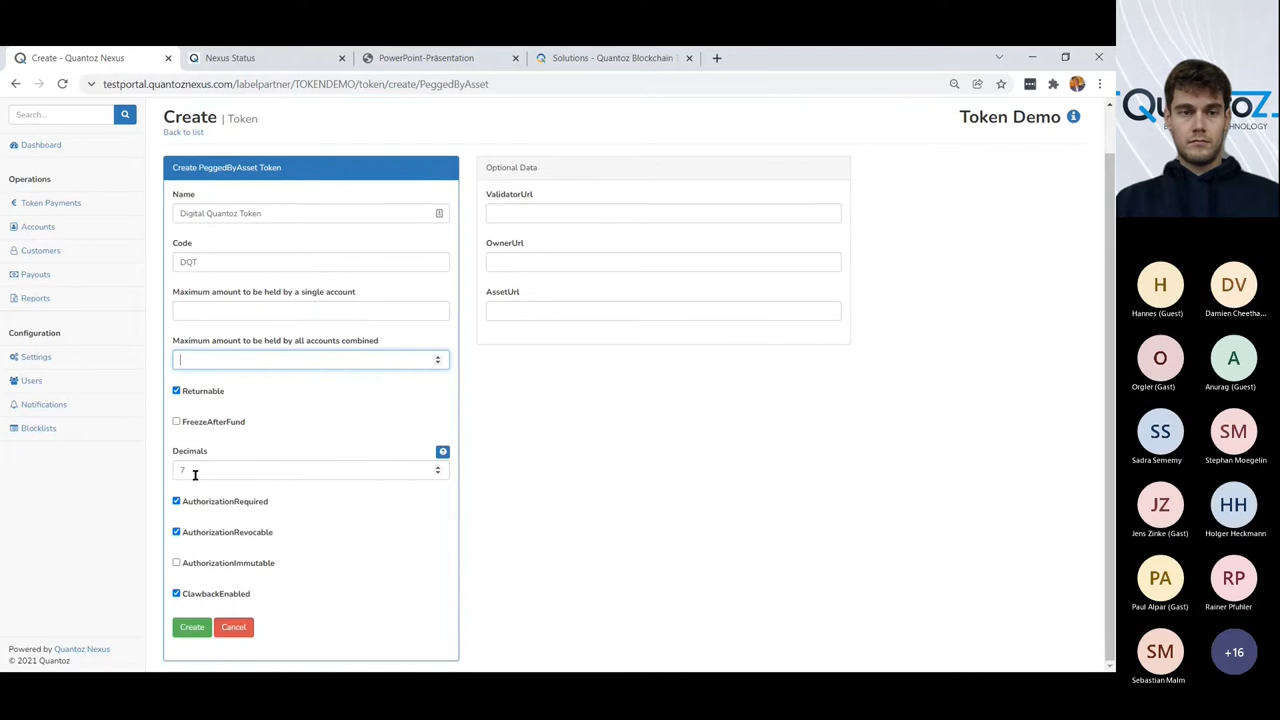 Create - Quantoz Nexus
Nexus Status
PowerPoint-Präsentation
Solutions - Quantoz Blockchain T
testportal.quantoznexus.com/labelpartner/TOKENDEMO/token/create/PeggedByAsset
Search...
Dashboard
Operations
Token Payments
Accounts
Customers
Payouts
Reports
Configuration
Settings
Users
Notifications
Blocklists
Powered by Quantoz Nexus
© 2021 Quantoz
Create | Token
Back to list
Token Demo
Create PeggedByAsset Token
Name
Digital Quantoz Token
Code
DQT
Maximum amount to be held by a single account
Maximum amount to be held by all accounts combined
Returnable
FreezeAfterFund
Decimals
7
AuthorizationRequired
AuthorizationRevocable
AuthorizationImmutable
ClawbackEnabled
Create Cancel
Optional Data
ValidatorUrl
OwnerUrl
AssetUrl
H
Hannes (Guest)
DV
Damien Cheetha...
O
Orgler (Gast)
A
Anurag (Guest)
SS
Sadra Sememy
SM
Stephan Moegelin
JZ
Jens Zinke (Gast)
HH
Holger Heckmann
PA
Paul Alpar (Gast)
RP
Rainer Pfuhler
SM
Sebastian Malm
+16